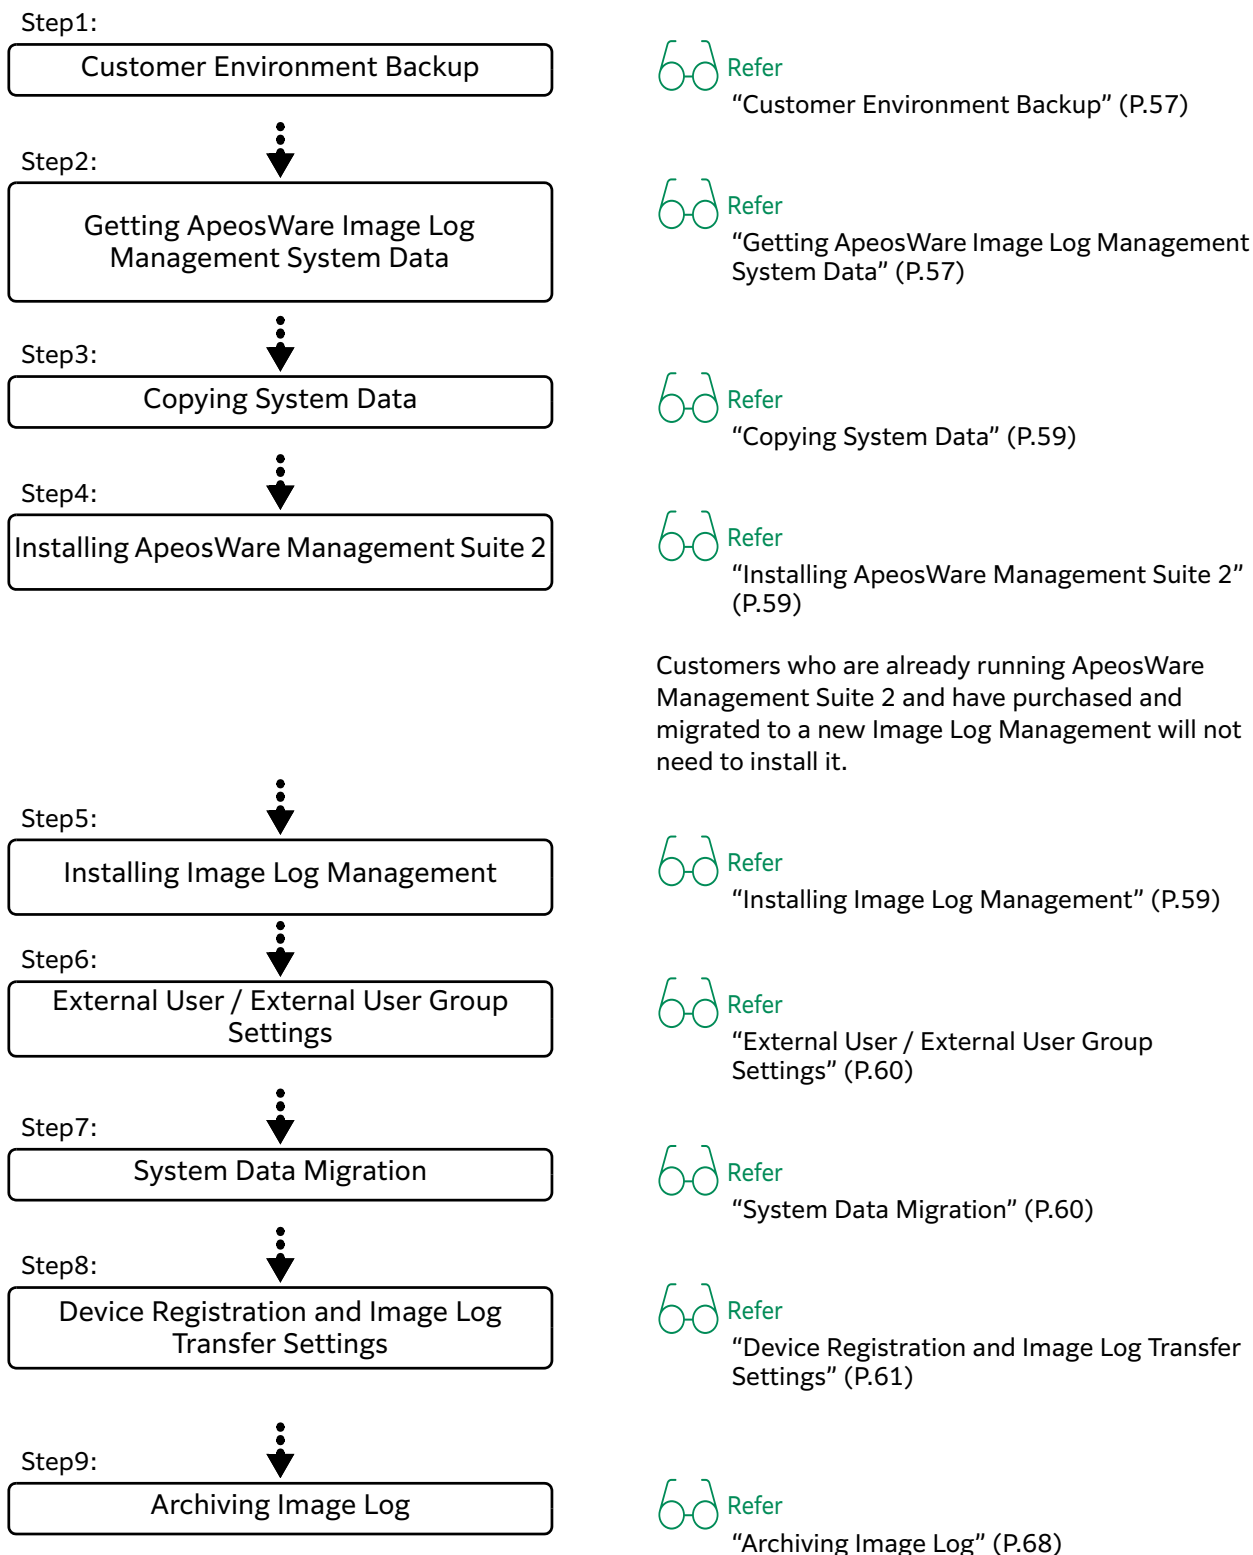 Step1:
Customer Environment Backup
Refer
“Customer Environment Backup” (P.57)
Step2:
Getting ApeosWare Image Log
Management System Data
Refer
“Getting ApeosWare Image Log Management
System Data” (P.57)
Step3:
Copying System Data
Refer
“Copying System Data” (P.59)
Step4:
Installing ApeosWare Management Suite 2
Refer
“Installing ApeosWare Management Suite 2”
(P.59)
Customers who are already running ApeosWare
Management Suite 2 and have purchased and
migrated to a new Image Log Management will not
need to install it.
Step5:
Installing Image Log Management
Refer
“Installing Image Log Management” (P.59)
Step6:
External User / External User Group
Settings
Refer
“External User / External User Group
Settings” (P.60)
Step7:
System Data Migration
Refer
“System Data Migration” (P.60)
Step8:
Device Registration and Image Log
Transfer Settings
Refer
“Device Registration and Image Log Transfer
Settings” (P.61)
Step9:
Archiving Image Log
Refer
“Archiving Image Log” (P.68)